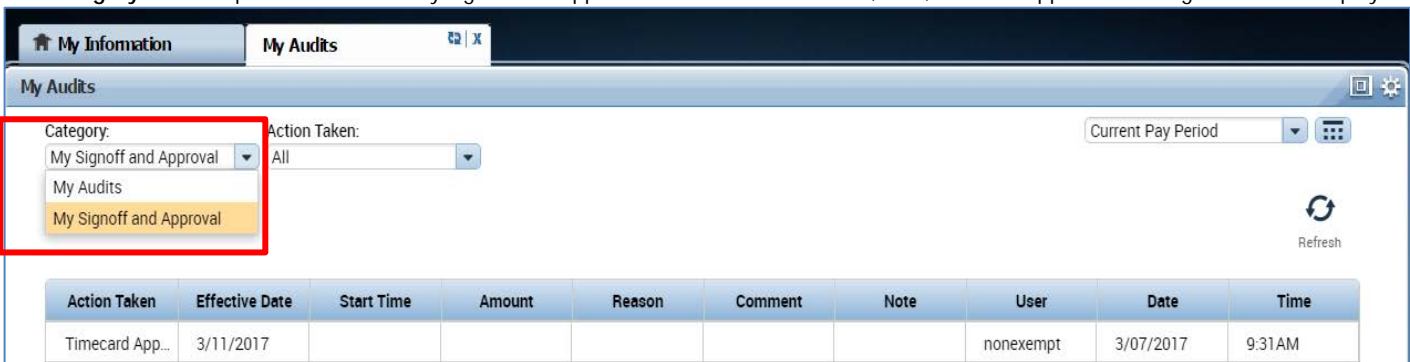 My Information
My Audits
X
My Audits
Category:
Action Taken:
My Signoff and Approval
All
Current Pay Period
My Audits
My Signoff and Approval
Refresh
Action Taken Effective Date Start Time Amount Reason Comment Note User Date Time
Timecard App... 3/11/2017 nonexempt 3/07/2017 9:31AM